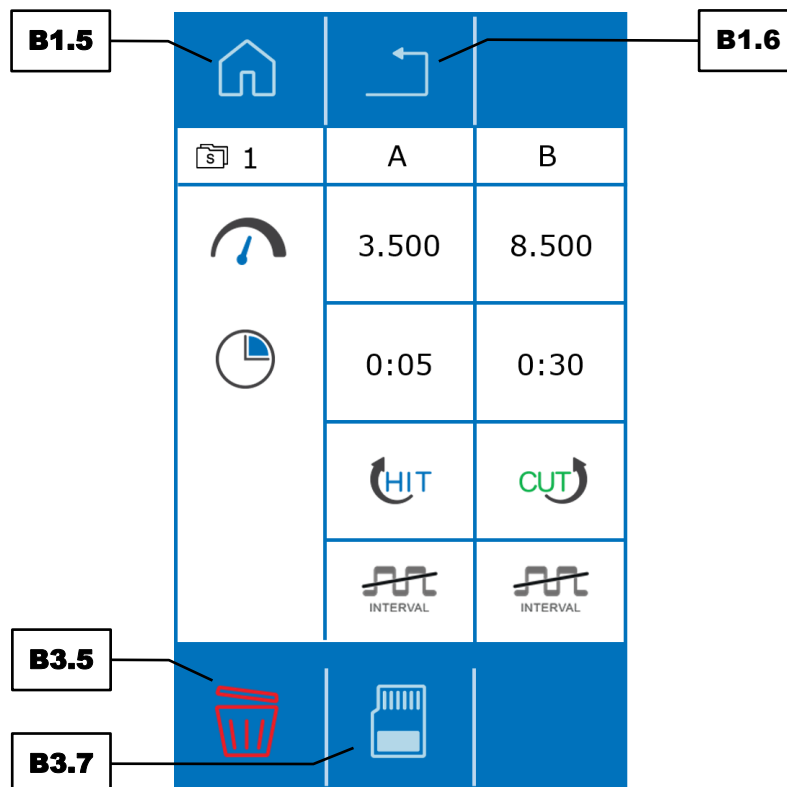 B1.5
B1.6
S 1
A
B
3.500
8.500
0:05
0:30
HIT
CUT
INTERVAL
INTERVAL
B3.5
B3.7